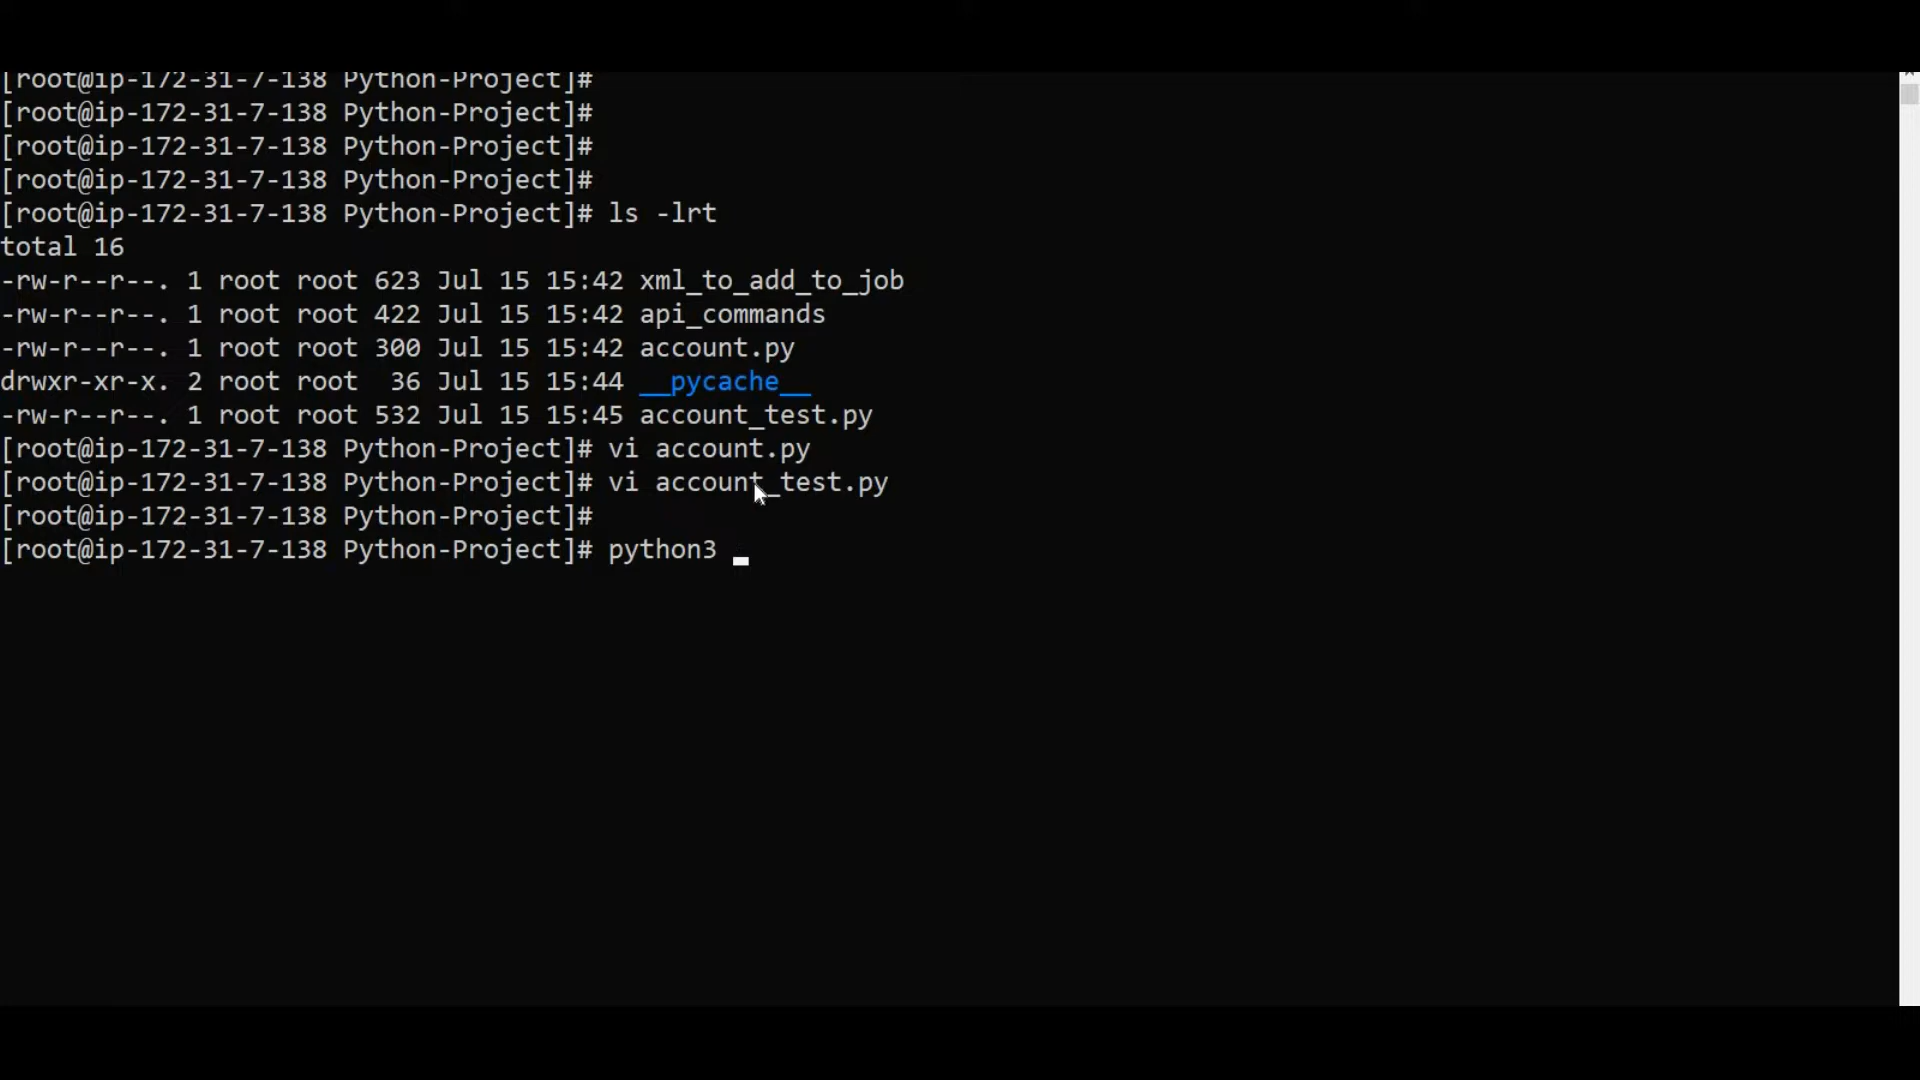 [root@ip-172-31-7-138 Python-Project]#
[root@ip-172-31-7-138 Python-Project]#
[root@ip-172-31-7-138 Python-Project]#
[root@ip-172-31-7-138 Python-Project]#
[root@ip-172-31-7-138 Python-Project]# ls -lrt
total 16
-rw-r--r--. 1 root root 623 Jul 15 15:42 xml_to_add_to_job
-rw-r--r--. 1 root root 422 Jul 15 15:42 api_commands
-rw-r--r--. 1 root root 300 Jul 15 15:42 account.py
drwxr-xr-x. 2 root root  36 Jul 15 15:44 __pycache__
-rw-r--r--. 1 root root 532 Jul 15 15:45 account_test.py
[root@ip-172-31-7-138 Python-Project]# vi account.py
[root@ip-172-31-7-138 Python-Project]# vi account_test.py
[root@ip-172-31-7-138 Python-Project]#
[root@ip-172-31-7-138 Python-Project]# python3